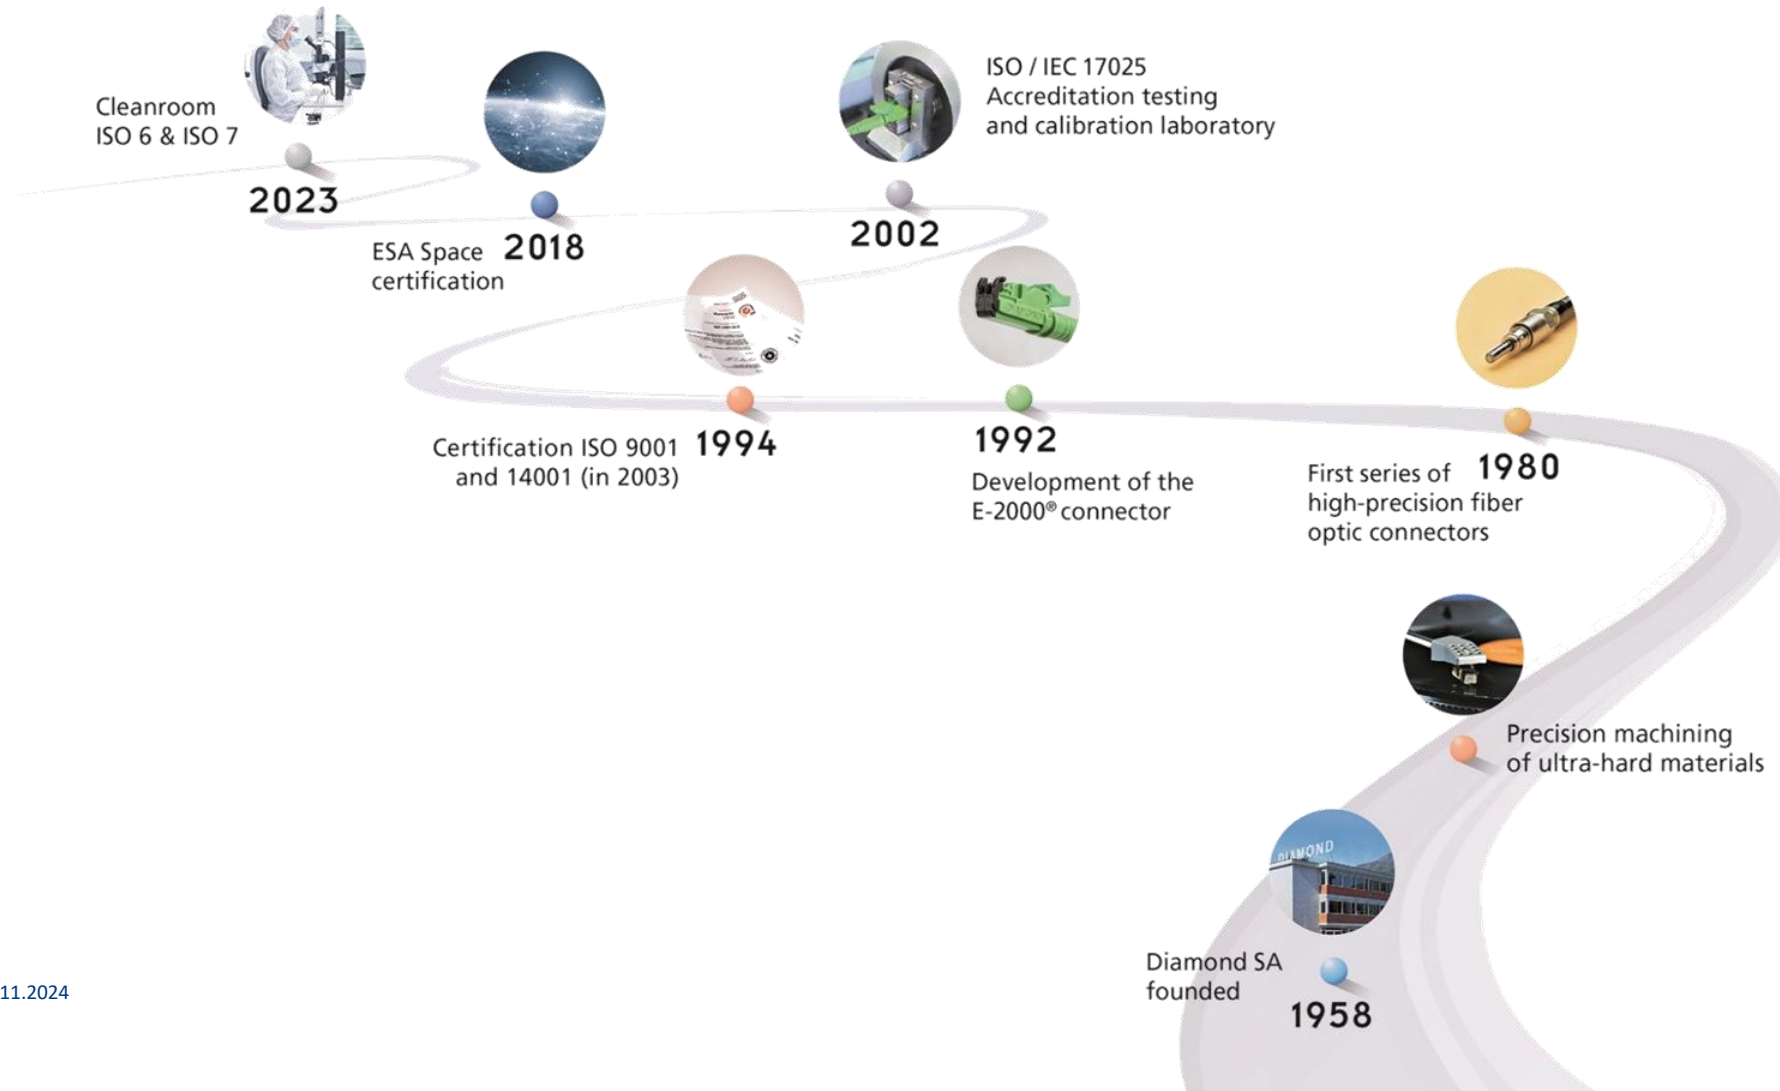 Cleanroom
ISO 6 & ISO 7
2023
ESA Space
certification
2018
ISO / IEC 17025
Accreditation testing
and calibration laboratory
2002
Certification ISO 9001
and 14001 (in 2003)
1994
1992
Development of the
E-2000® connector
First series of
high-precision fiber
optic connectors
1980
Precision machining
of ultra-hard materials
DIAMOND
Diamond SA
founded
1958
11.2024